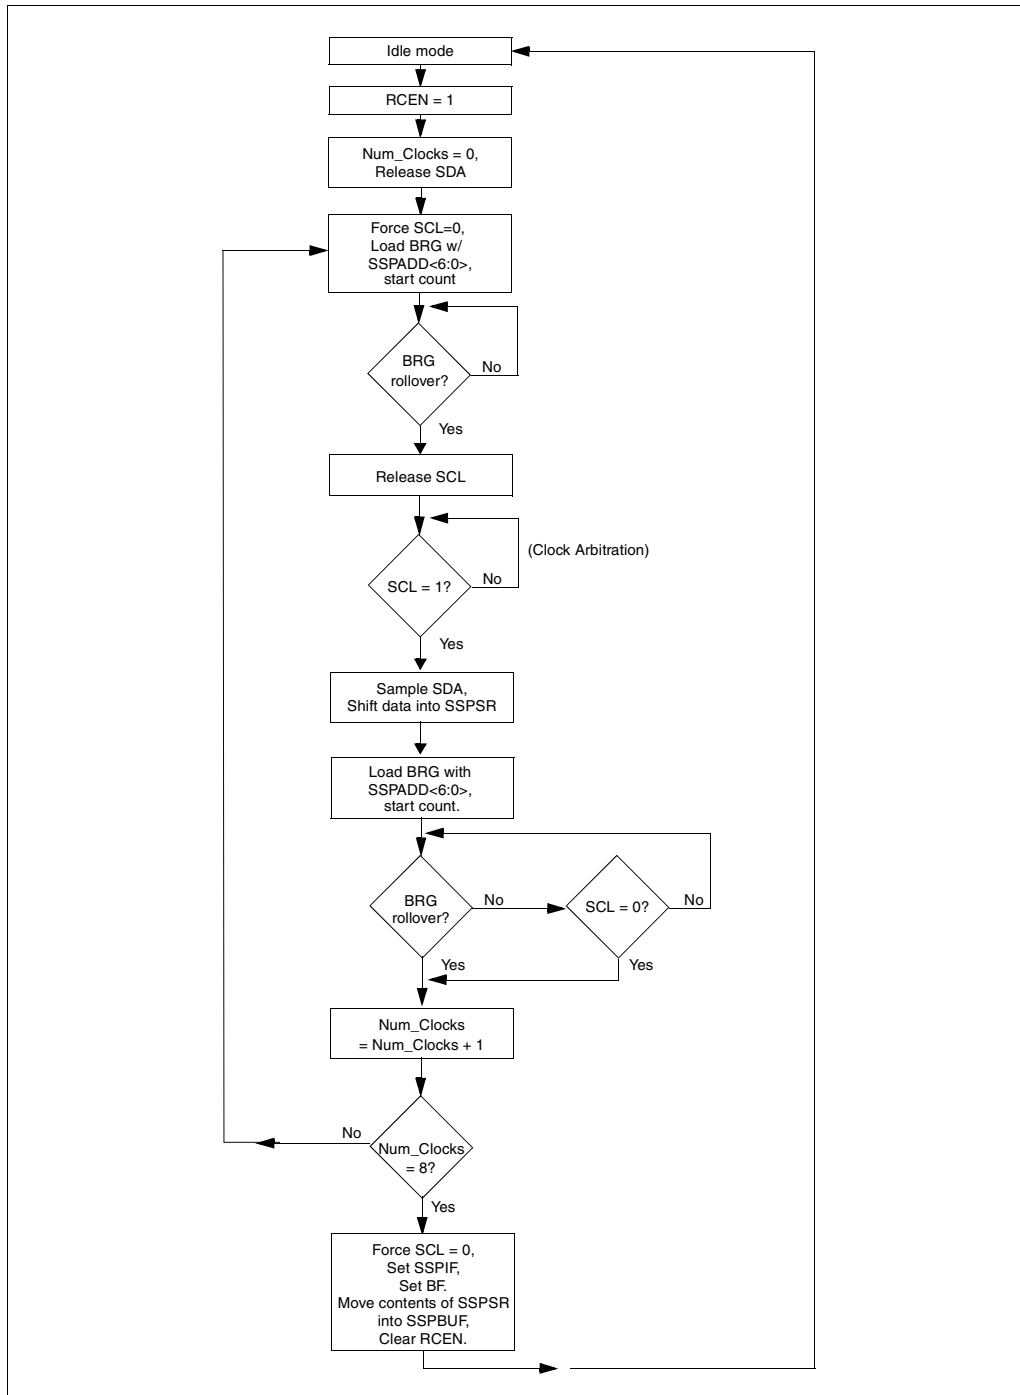 Idle mode
RCEN = 1
Num_Clocks = 0,
Release SDA
Force SCL=0,
Load BRG w/
SSPADD<6:0>,
start count
BRG
rollover?
No
Yes
Release SCL
(Clock Arbitration)
SCL = 1?
No
Yes
Sample SDA,
Shift data into SSPSR
Load BRG with
SSPADD<6:0>,
start count.
BRG
rollover?
No
SCL = 0?
No
Yes
Yes
Num_Clocks
= Num_Clocks + 1
No
Num_Clocks
= 8?
Yes
Force SCL = 0,
Set SSPIF,
Set BF.
Move contents of SSPSR
into SSPBUF,
Clear RCEN.